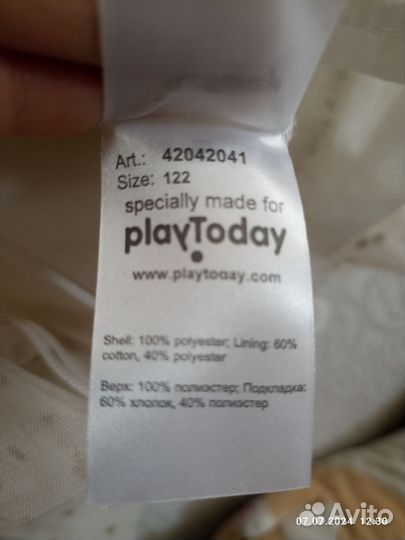 Art.: 42042041
Size: 122
specially made for
playToday
www.playtoday.com
Shell: 100% polyester; Lining: 60%
cotton, 40% polyester
Верх: 100% полиэстер; Подкладка:
60% хлопок, 40% полиэстер
Avito
07.07.2024 12:30